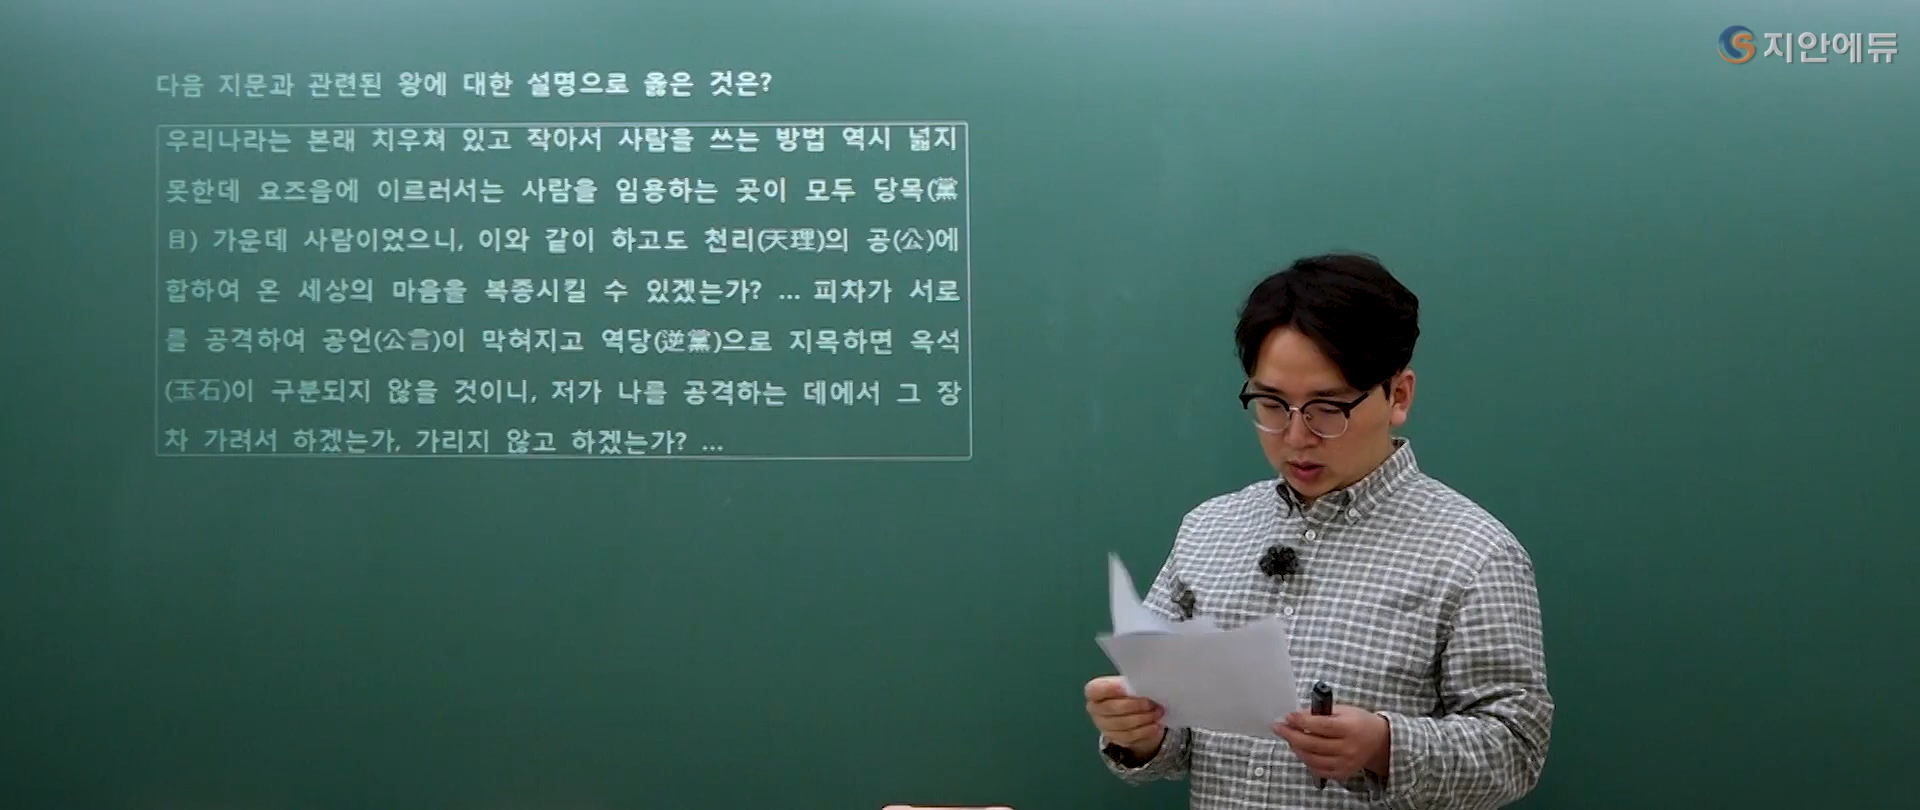 지안에듀
다음 지문과 관련된 왕에 대한 설명으로 옳은 것은?
우리나라는 본래 치우쳐 있고 작아서 사람을 쓰는 방법 역시 넓지
못한데 요즈음에 이르러서는 사람을 임용하는 곳이 모두 당목(黨
目) 가운데 사람이었으니, 이와 같이 하고도 천리(天理)의 공(公)에
합하여 온 세상의 마음을 복종시킬 수 있겠는가? ... 피차가 서로
를 공격하여 공언(公言)이 막혀지고 역당(逆黨)으로 지목하면 옥석
(玉石)이 구분되지 않을 것이니, 저가 나를 공격하는 데에서 그 장
차 가려서 하겠는가, 가리지 않고 하겠는가? ...